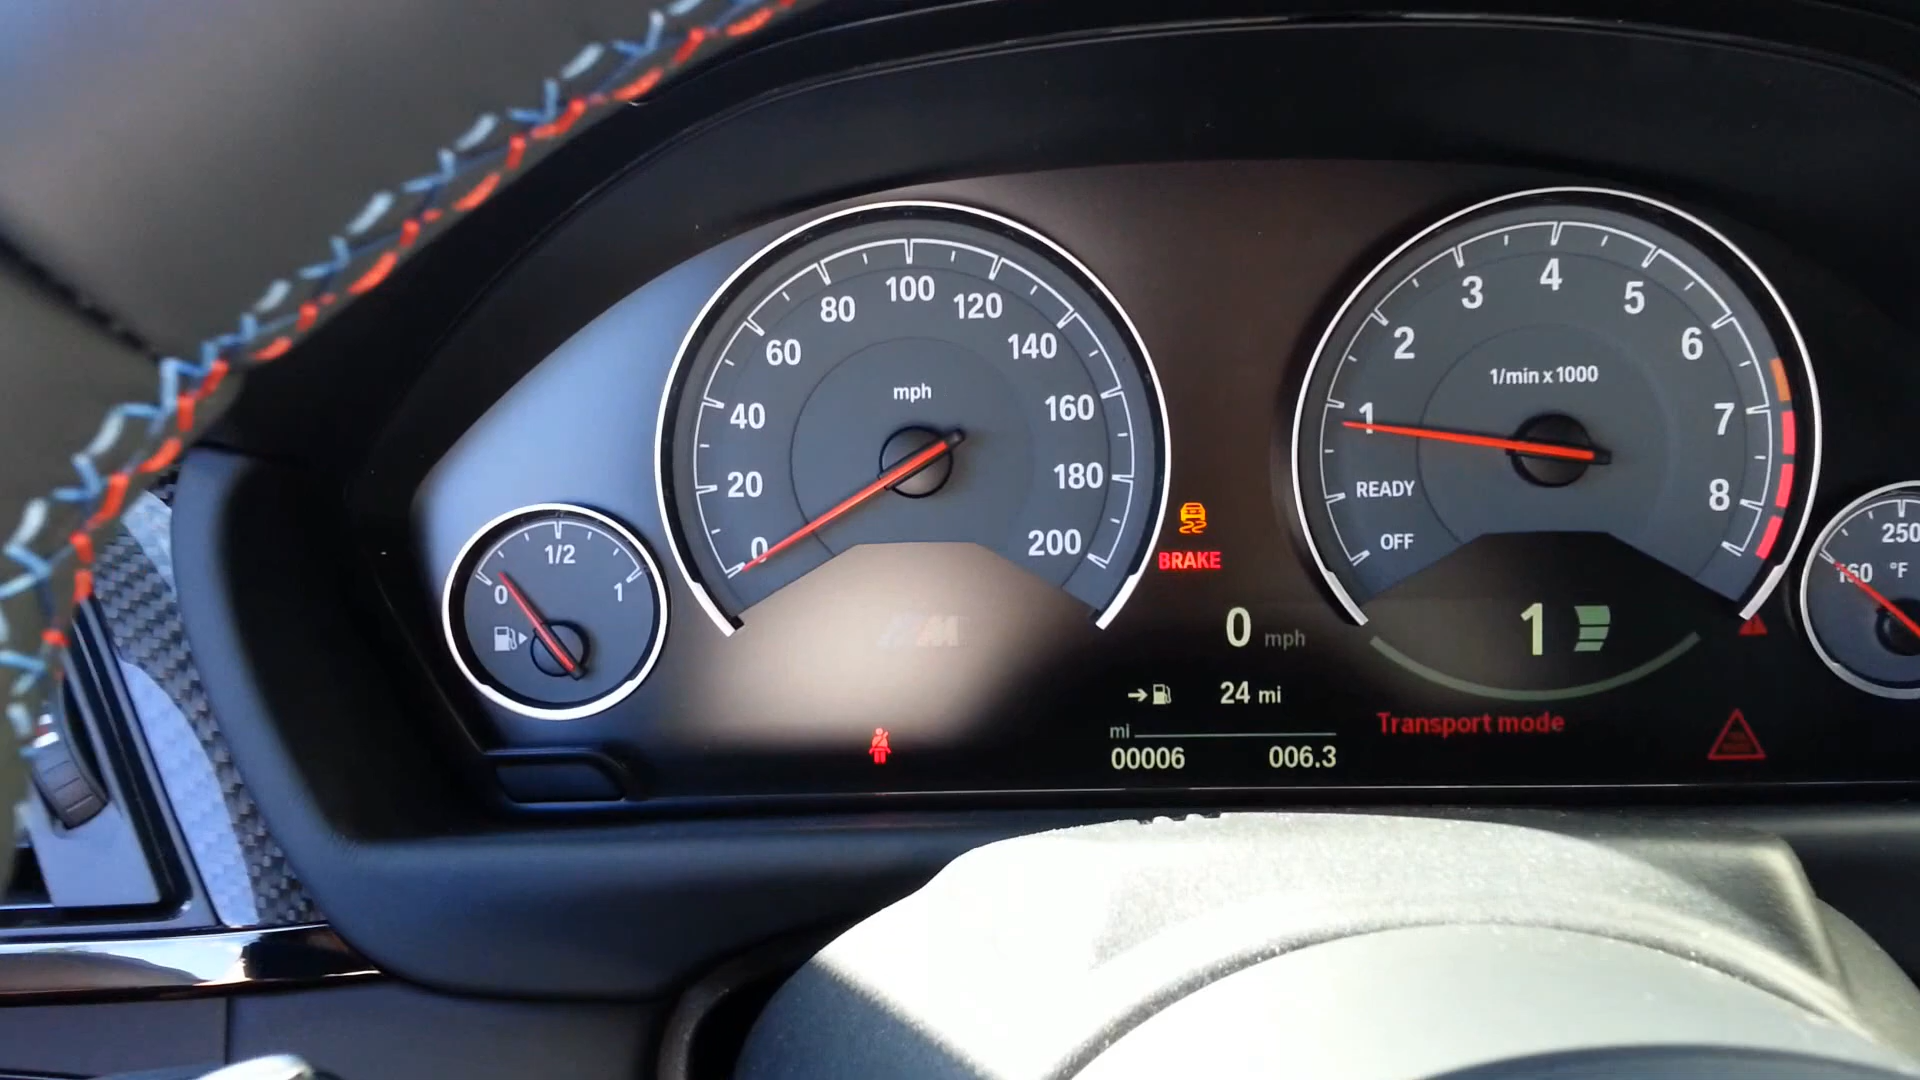 0
20
40
60
80
100
120
140
160
180
200
mph
0
1/2
1
OFF
READY
1
2
3
4
5
6
7
8
1/min x 1000
160
250
°F
BRAKE
0 mph
24 mi
mi
00006 006.3
M
1
Transport mode